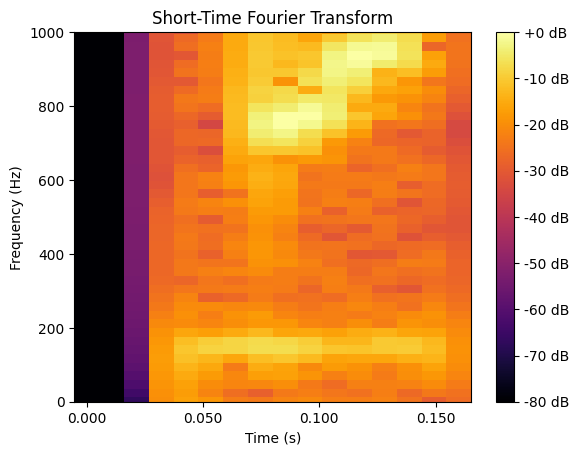 Short-Time Fourier Transform
1000
800
600
400
200
0
Frequency (Hz)
0.000
0.050
0.100
0.150
Time (s)
+0 dB
-10 dB
-20 dB
-30 dB
-40 dB
-50 dB
-60 dB
-70 dB
-80 dB